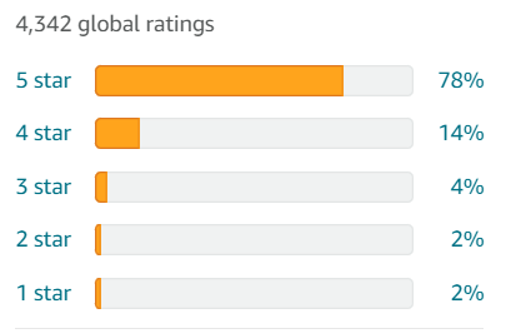 4,342 global ratings
5 star 78%
4 star 14%
3 star 4%
2 star 2%
1 star 2%